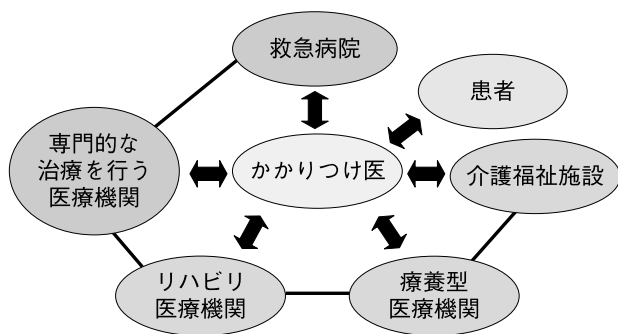 救急病院
患者
専門的な
治療を行う
医療機関
かかりつけ医
介護福祉施設
リハビリ
医療機関
療養型
医療機関